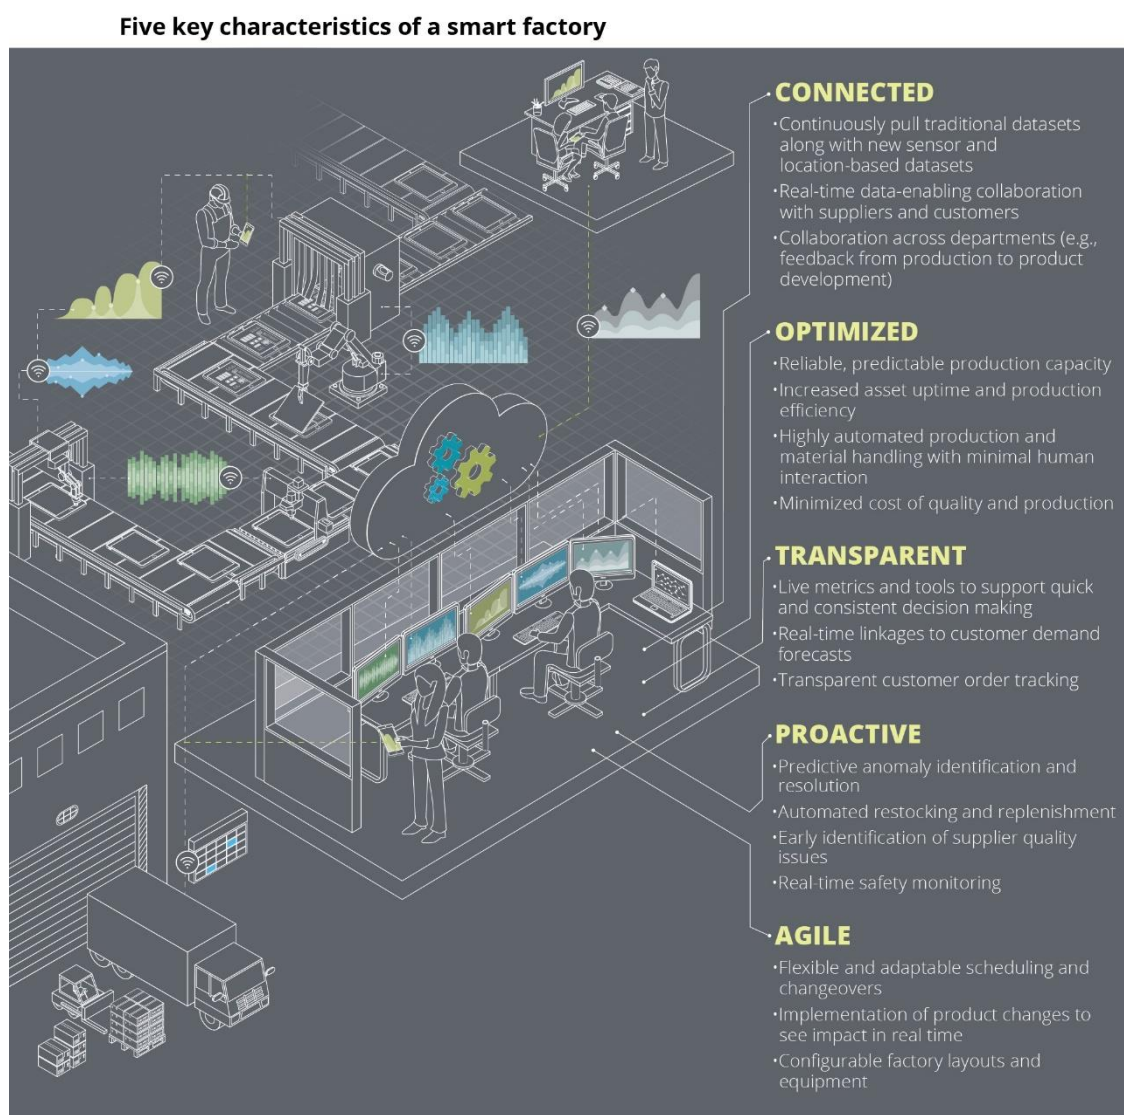 Five key characteristics of a smart factory
CONNECTED
•Continuously pull traditional datasets
along with new sensor and
location-based datasets
•Real-time data-enabling collaboration
with suppliers and customers
•Collaboration across departments (e.g.,
feedback from production to product
development)
OPTIMIZED
•Reliable, predictable production capacity
•Increased asset uptime and production
efficiency
•Highly automated production and
material handling with minimal human
interaction
•Minimized cost of quality and production
TRANSPARENT
•Live metrics and tools to support quick
and consistent decision making
•Real-time linkages to customer demand
forecasts
•Transparent customer order tracking
PROACTIVE
•Predictive anomaly identification and
resolution
•Automated restocking and replenishment
•Early identification of supplier quality
issues
•Real-time safety monitoring
AGILE
•Flexible and adaptable scheduling and
changeovers
•Implementation of product changes to
see impact in real time
•Configurable factory layouts and
equipment